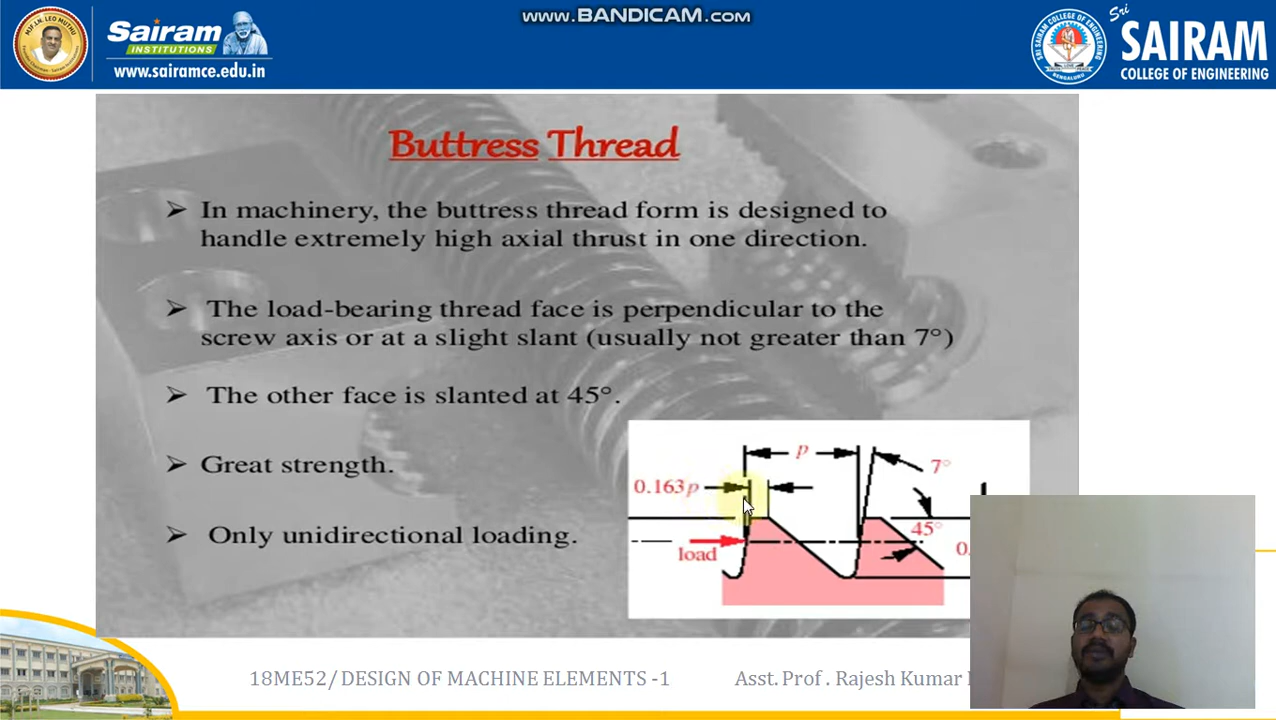 www.BANDICAM.com
Sairam
INSTITUTIONS
www.sairamce.edu.in
Sri
SAIRAM
COLLEGE OF ENGINEERING
Buttress Thread
➢ In machinery, the buttress thread form is designed to
handle extremely high axial thrust in one direction.
➢ The load-bearing thread face is perpendicular to the
screw axis or at a slight slant (usually not greater than 7°)
➢ The other face is slanted at 45°.
➢ Great strength.
➢ Only unidirectional loading.
p
7°
0.163p
45°
load
0.
18ME52/ DESIGN OF MACHINE ELEMENTS -1
Asst. Prof . Rajesh Kumar